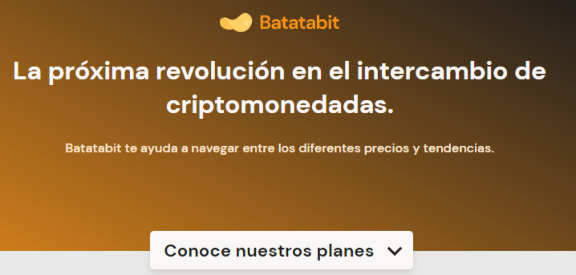 Batatabit
La próxima revolución en el intercambio de
criptomonedadas.
Batatabit te ayuda a navegar entre los diferentes precios y tendencias.
Conoce nuestros planes